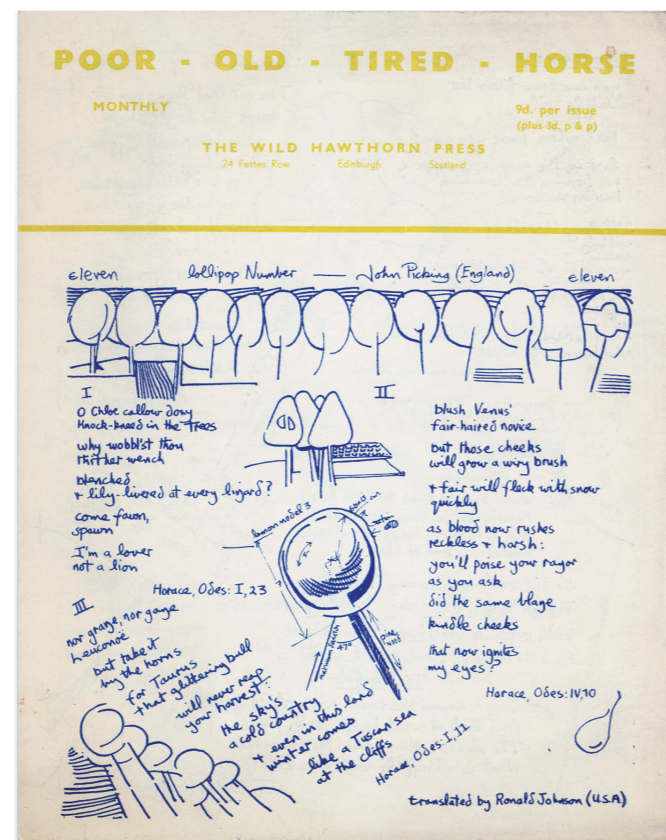 POOR - OLD - TIRED - HORSE
MONTHLY
9d. per issue
(plus 3d. p & p)
THE WILD HAWTHORN PRESS
24 Fettes Row Edinburgh Scotland
eleven lollipop Number — John Picking (England) eleven
I
O Chloe callow doxy
knock-kneed in the trees
why wobbl'st thou
thither wench
blenched
+ lily-livered at every lizard?
come fawn,
spawn
I'm a lover
not a lion
Horace, Odes: I, 23
II
blush Venus'
fair-haired novice
but those cheeks
will grow a wiry brush
+ fair will fleck with snow
quickly
as blood now rushes
reckless + harsh:
you'll poise your razor
as you ask
did the same blaze
kindle cheeks
that now ignites
my eyes?
Horace, Odes: IV, 10
lemon model 3
47°
III
nor graze, nor gaze
Leuconoë
but take it
by the horns
for Taurus
that glittering bull
will never reap
your harvest:
the sky's
a cold country
+ even in this land
winter comes
like a Tuscan sea
at the cliffs
Horace, Odes: I, 11
translated by Ronald Johnson (U.S.A)